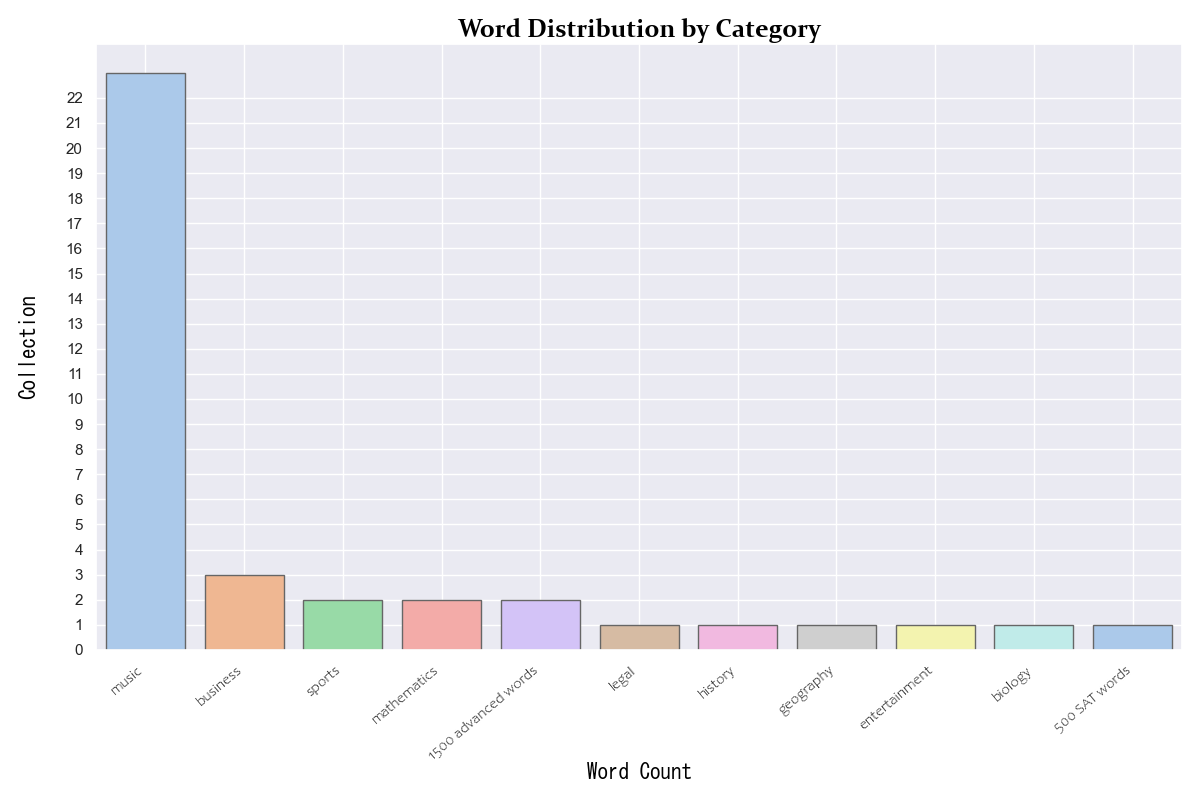 Word Distribution by Category
Collection
22
21
20
19
18
17
16
15
14
13
12
11
10
9
8
7
6
5
4
3
2
1
0
music
business
sports
mathematics
1500 advanced words
legal
history
geography
entertainment
biology
500 SAT words
Word Count